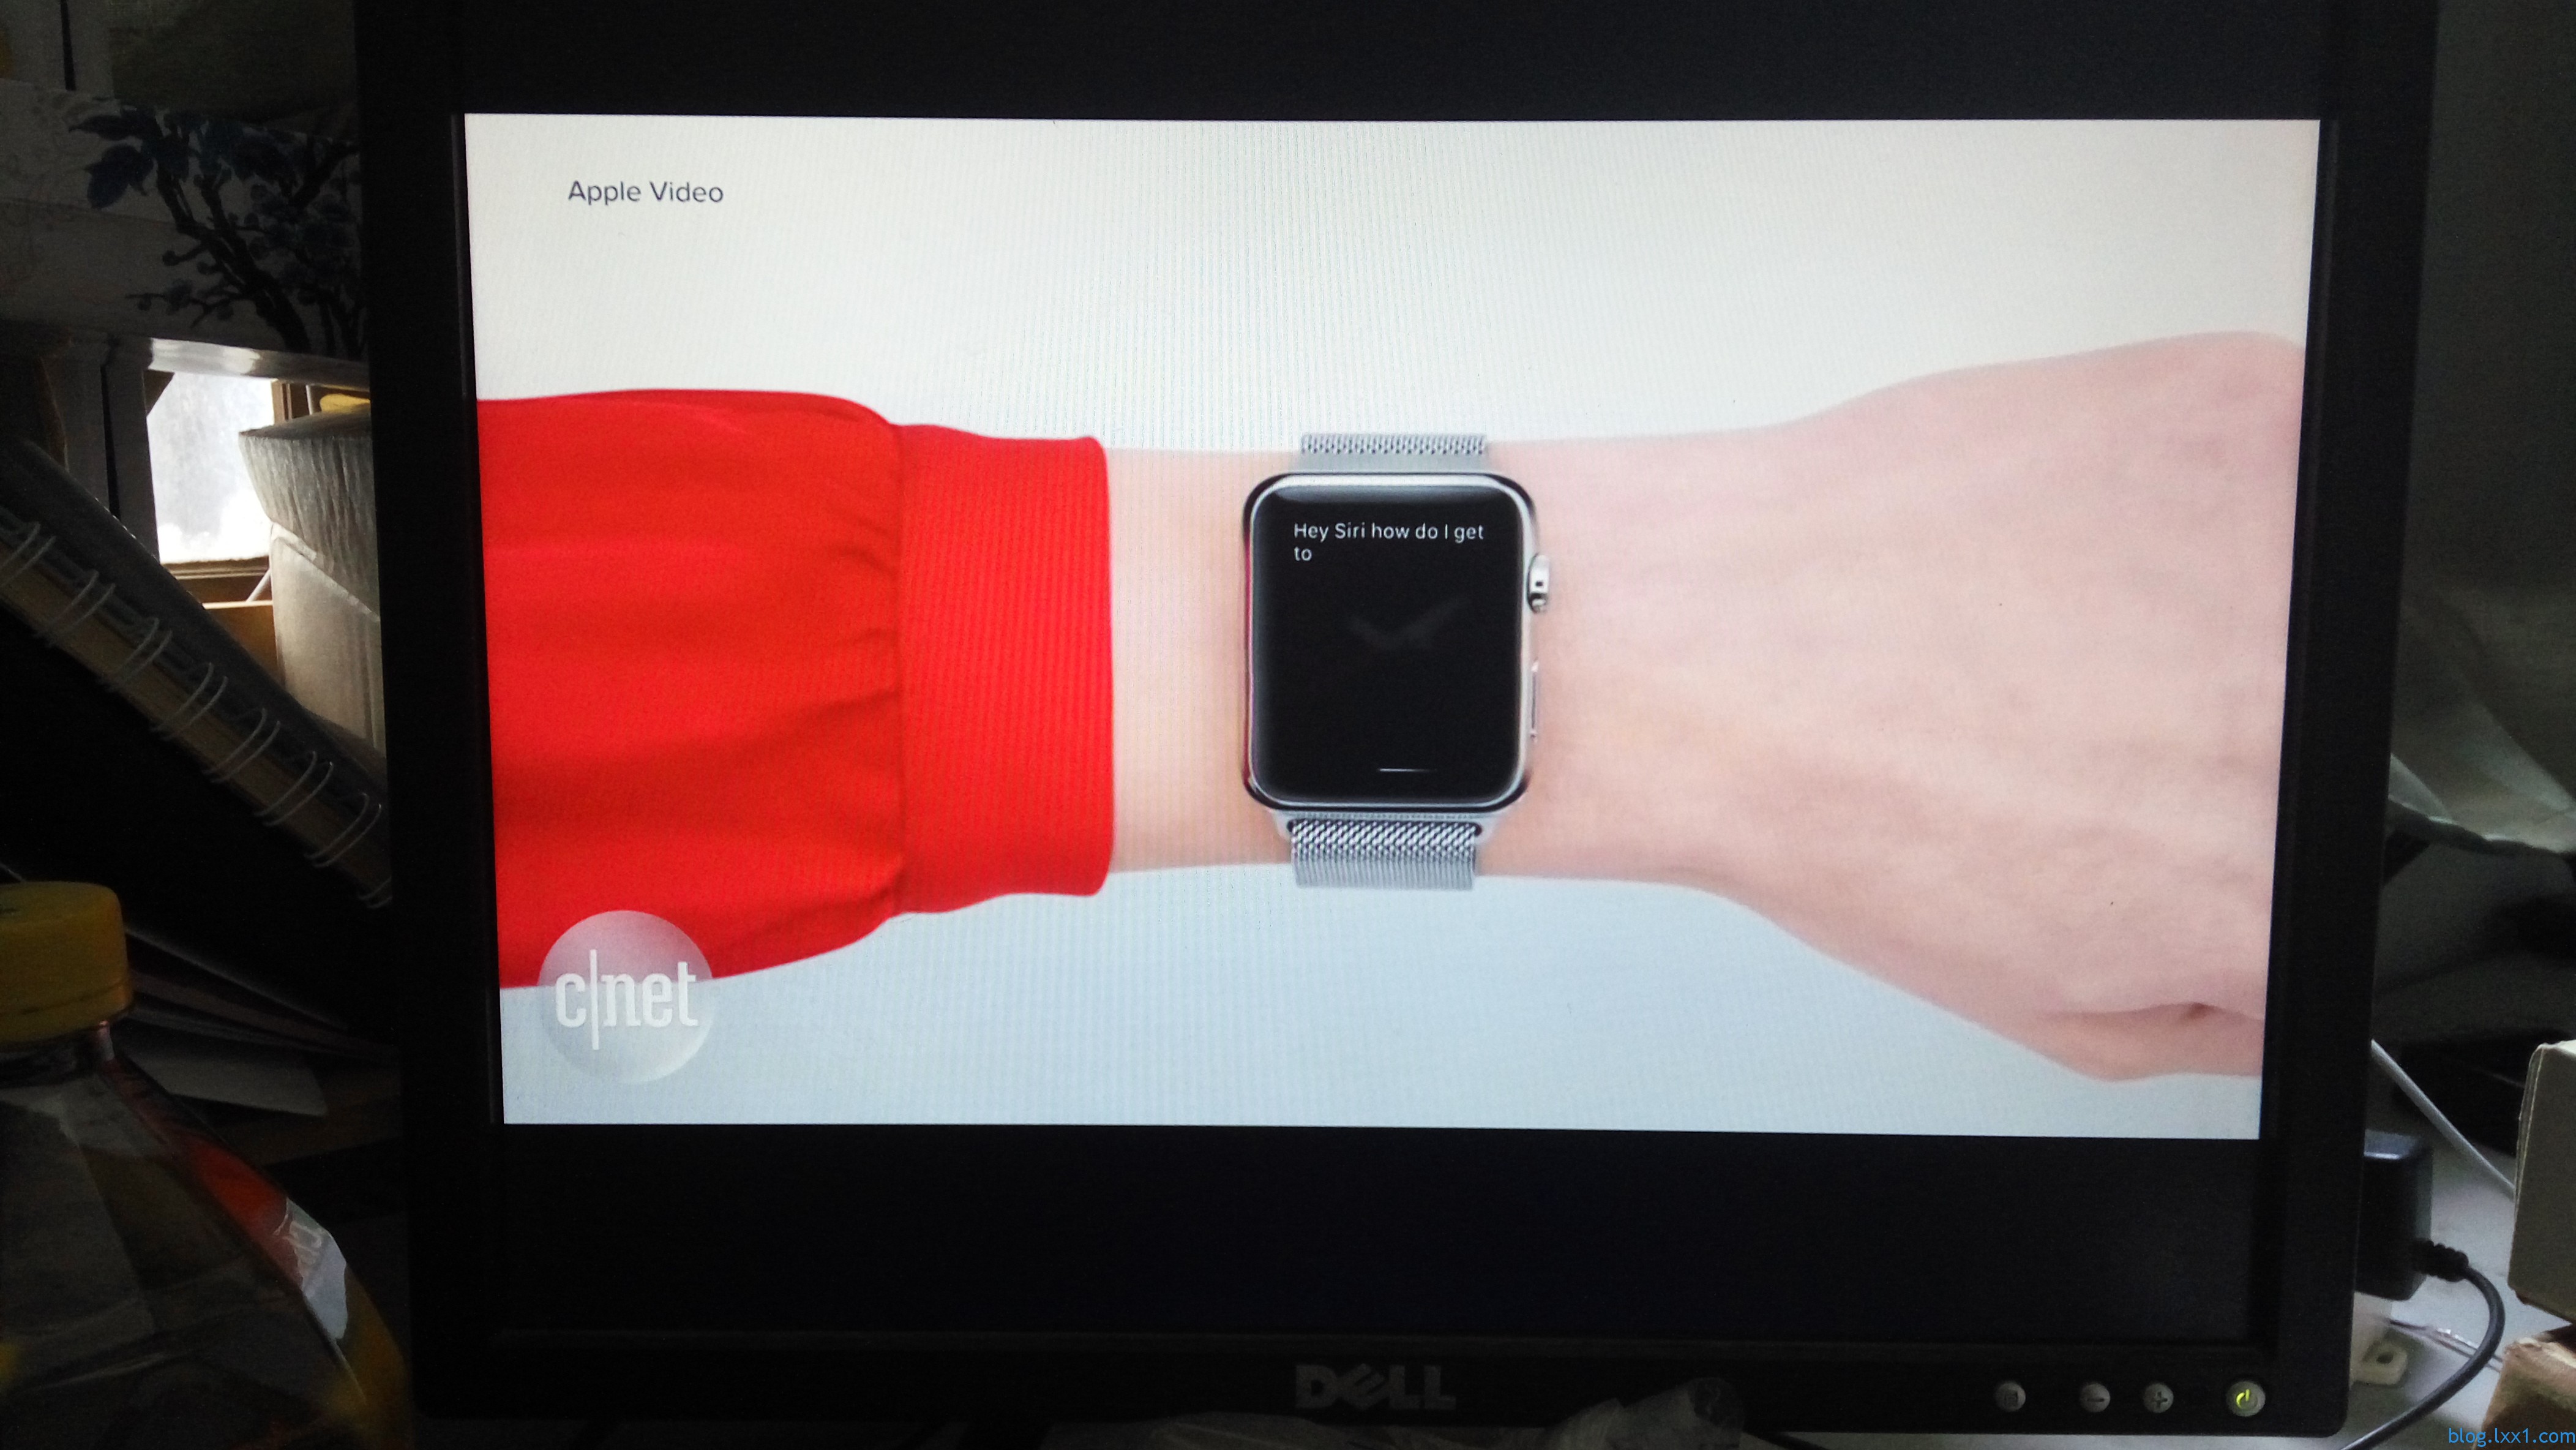 Apple Video
Hey Siri how do I get
to
c|net
DELL
blog.lxx1.com